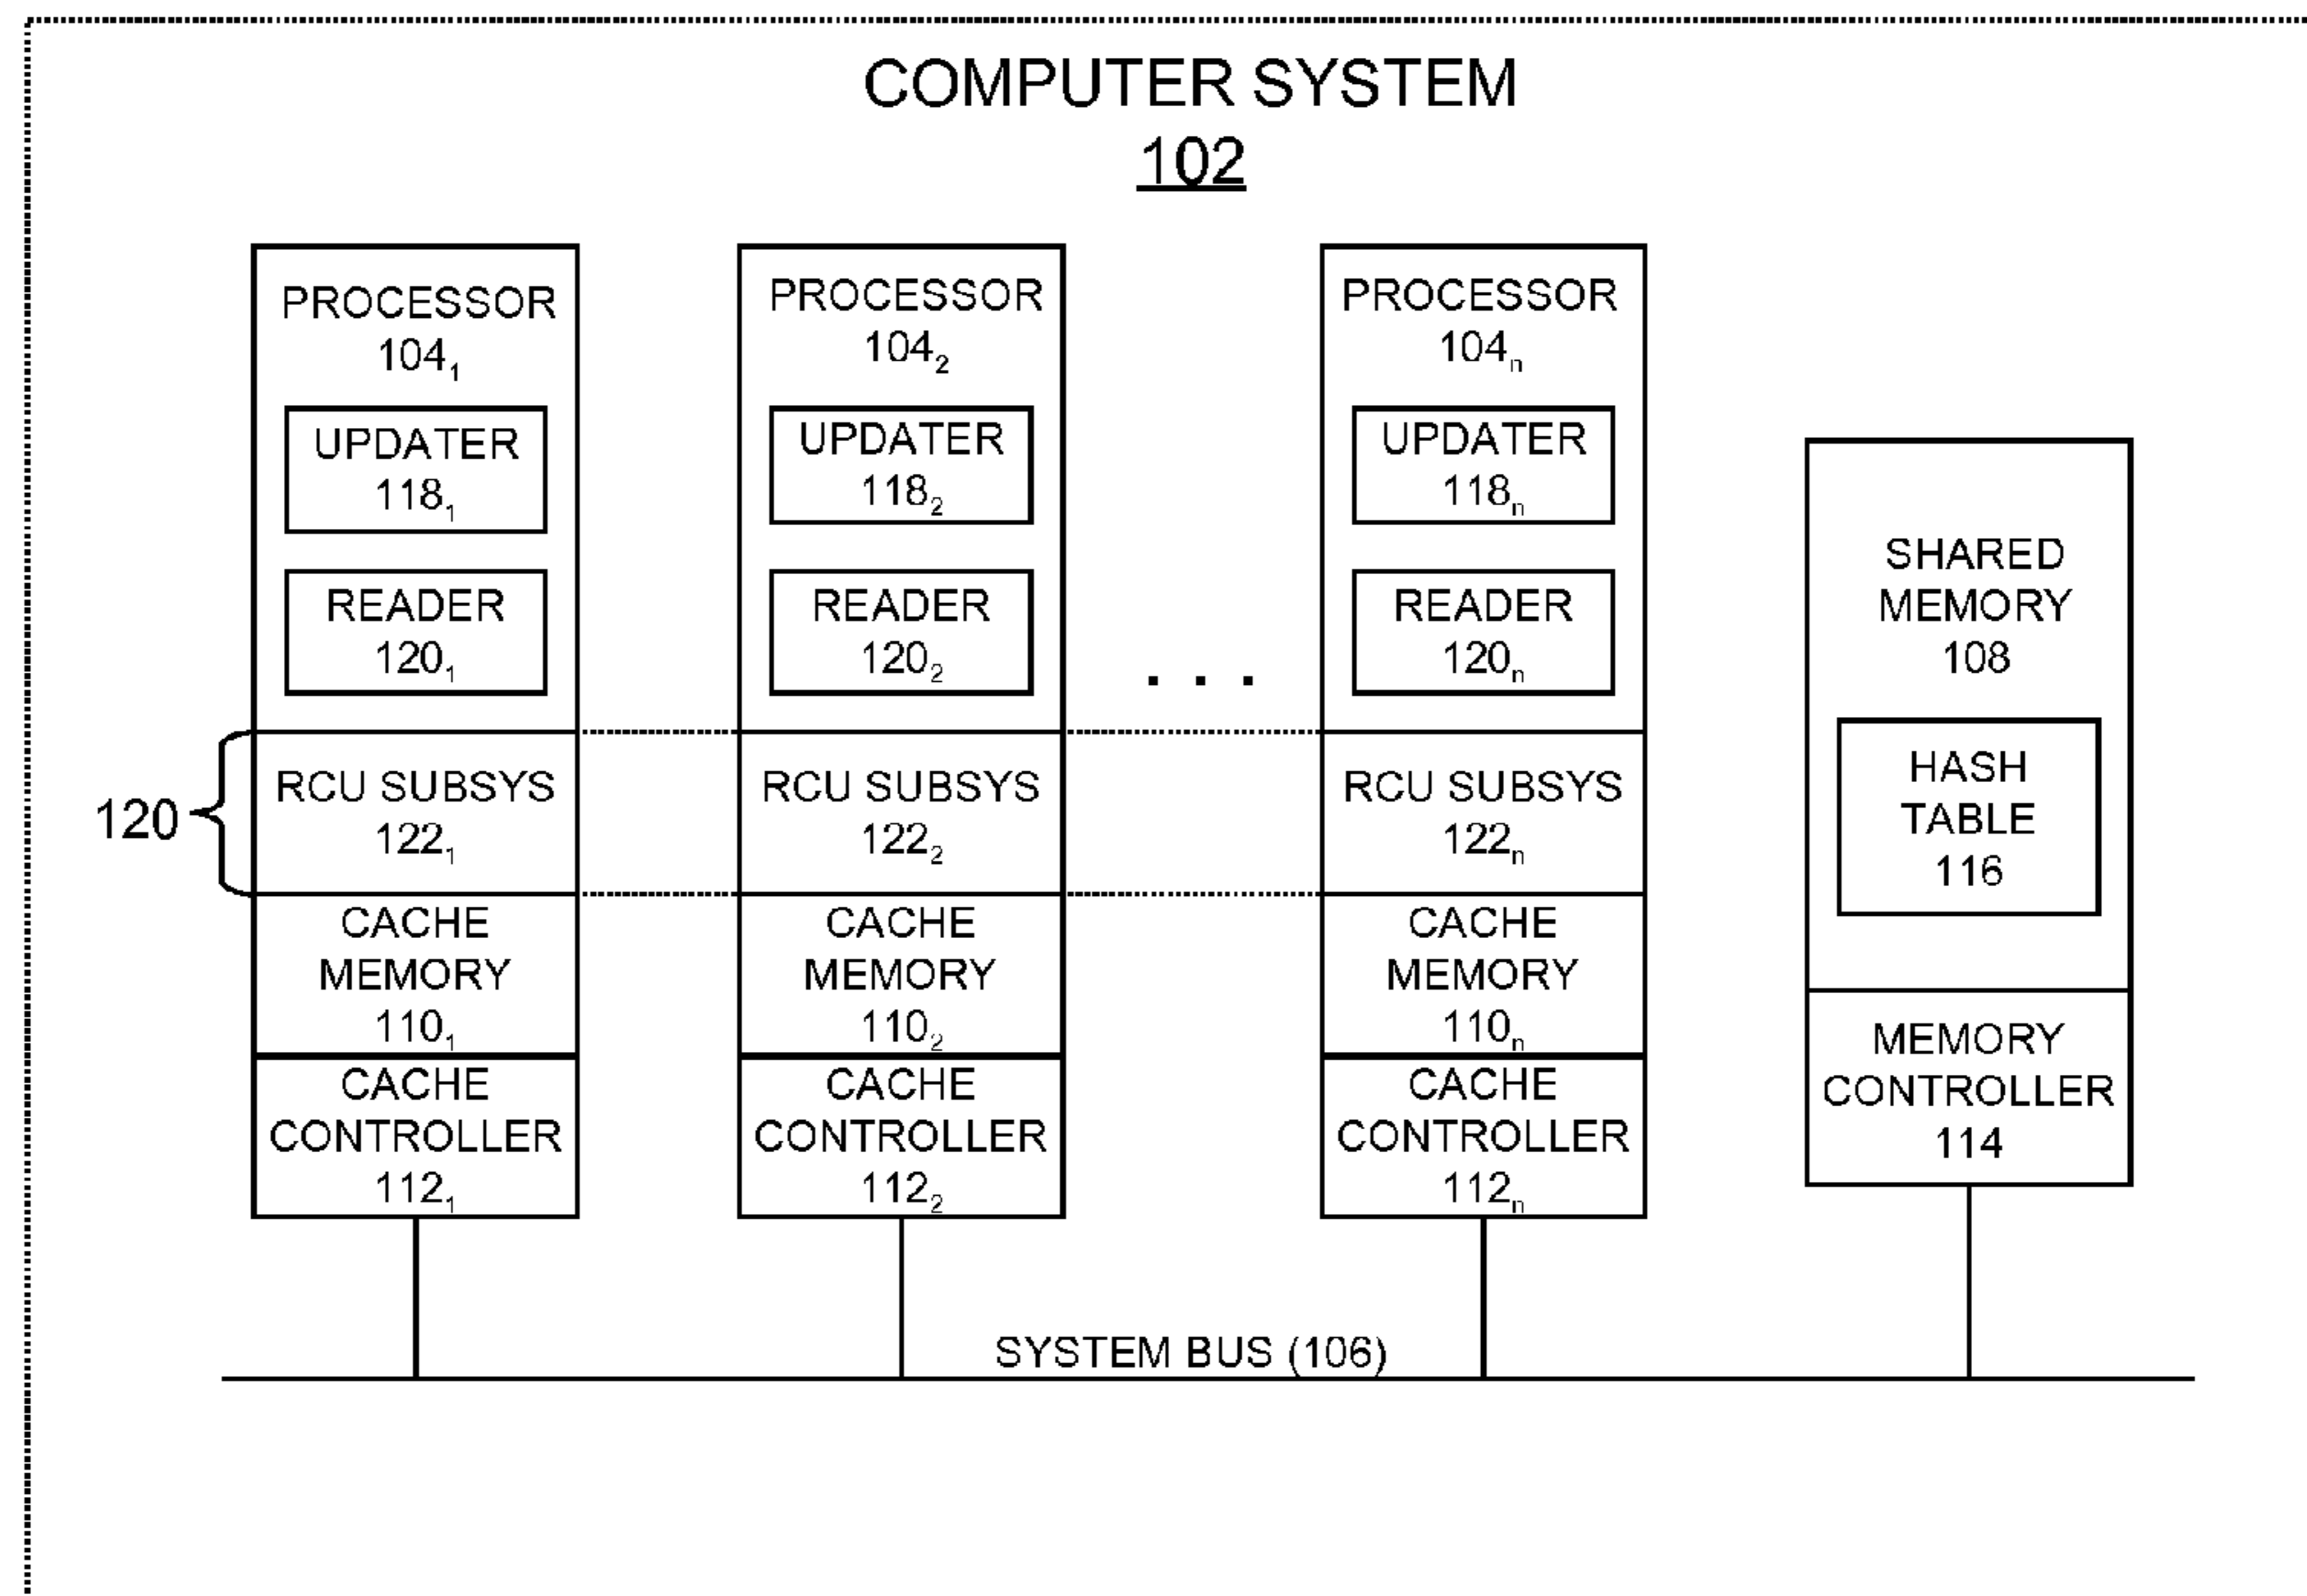 COMPUTER SYSTEM
102
PROCESSOR
104₁
UPDATER
118₁
READER
120₁
RCU SUBSYS
122₁
CACHE
MEMORY
110₁
CACHE
CONTROLLER
112₁
PROCESSOR
104₂
UPDATER
118₂
READER
120₂
RCU SUBSYS
122₂
CACHE
MEMORY
110₂
CACHE
CONTROLLER
112₂
. . .
PROCESSOR
104ₙ
UPDATER
118ₙ
READER
120ₙ
RCU SUBSYS
122ₙ
CACHE
MEMORY
110ₙ
CACHE
CONTROLLER
112ₙ
SHARED
MEMORY
108
HASH
TABLE
116
MEMORY
CONTROLLER
114
120
SYSTEM BUS (106)